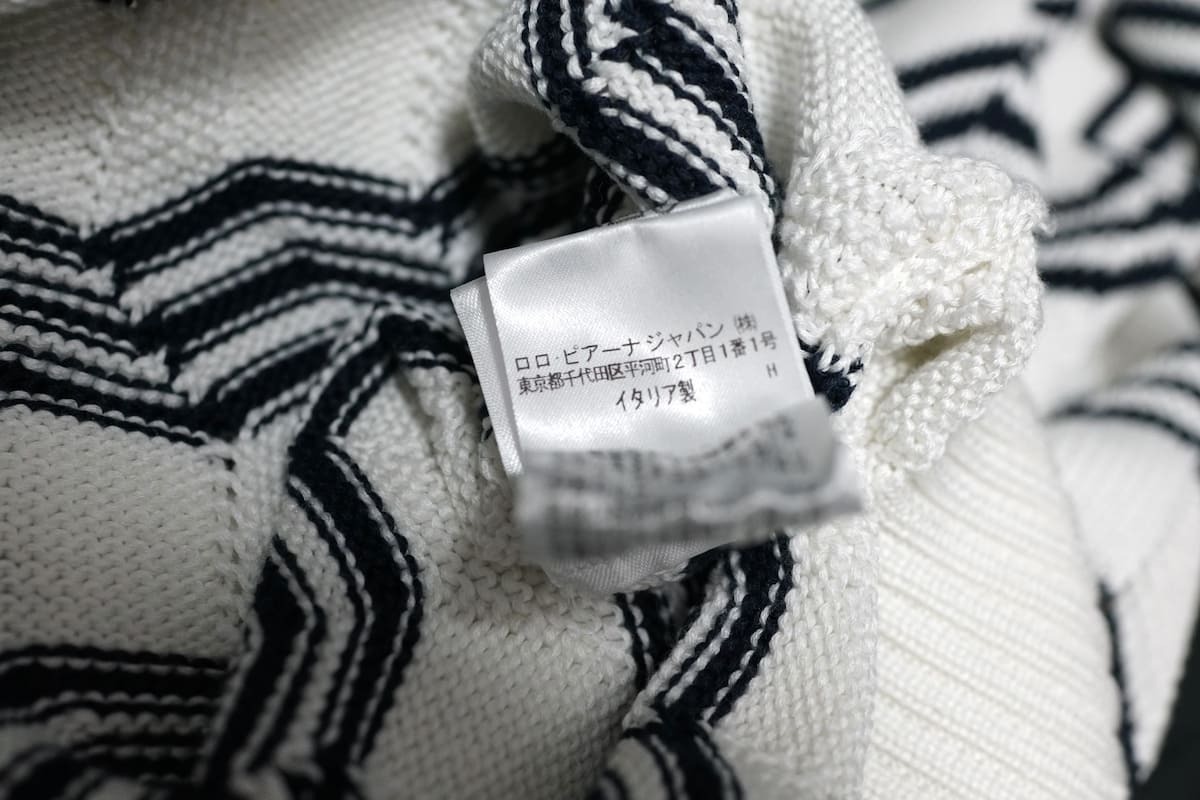 ロロ・ピアーナジャパン ㈱
東京都千代田区平河町2丁目1番1号
H
イタリア製